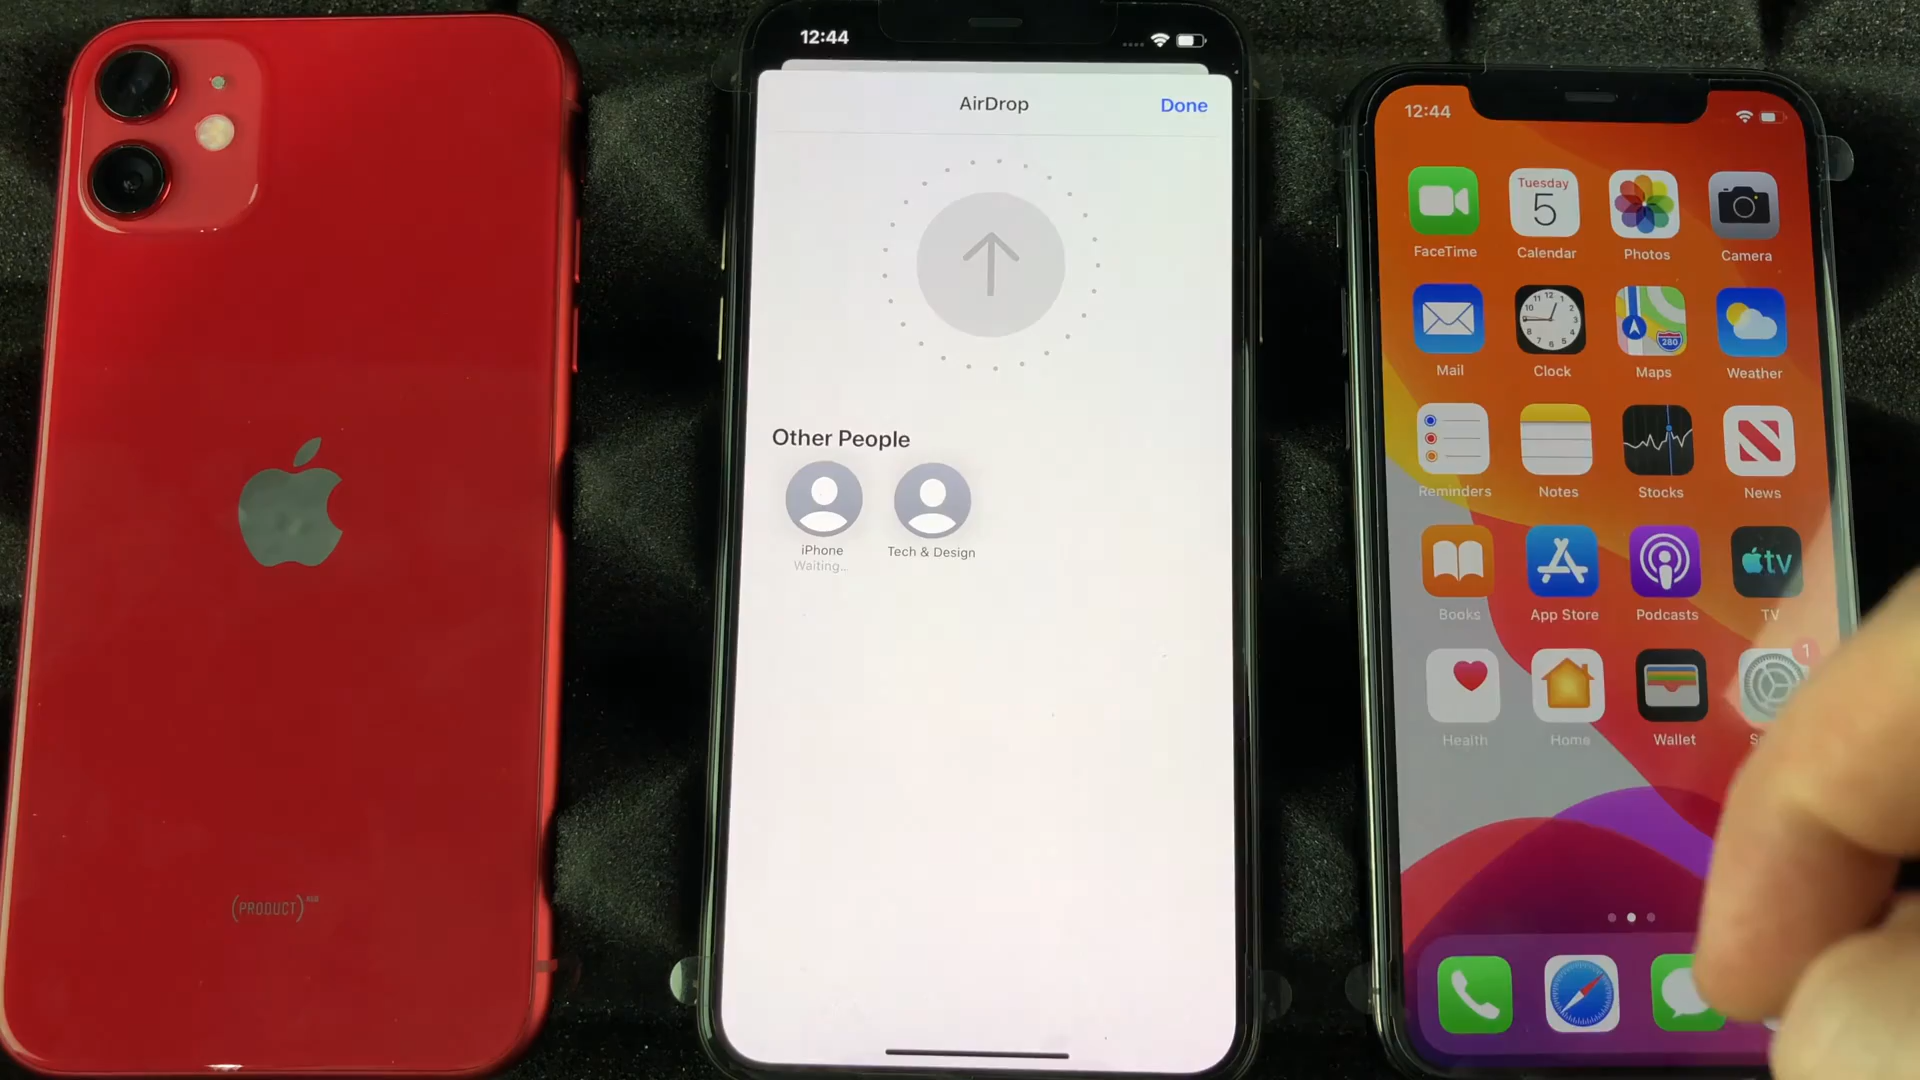 (PRODUCT)RED
12:44
AirDrop
Done
Other People
iPhone
Waiting...
Tech & Design
12:44
Tuesday
5
FaceTime
Calendar
Photos
Camera
280
Mail
Clock
Maps
Weather
Reminders
Notes
Stocks
News
tv
Books
App Store
Podcasts
TV
1
Health
Home
Wallet